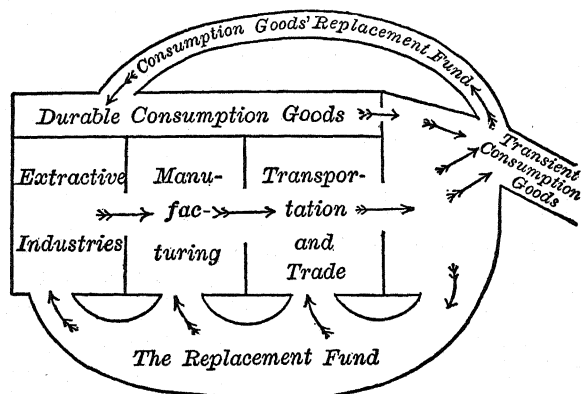 Consumption Goods' Replacement Fund
Durable Consumption Goods
Transient
Consumption
Goods
Extractive
Industries
Manu-
fac-
turing
Transpor-
tation
and
Trade
The Replacement Fund